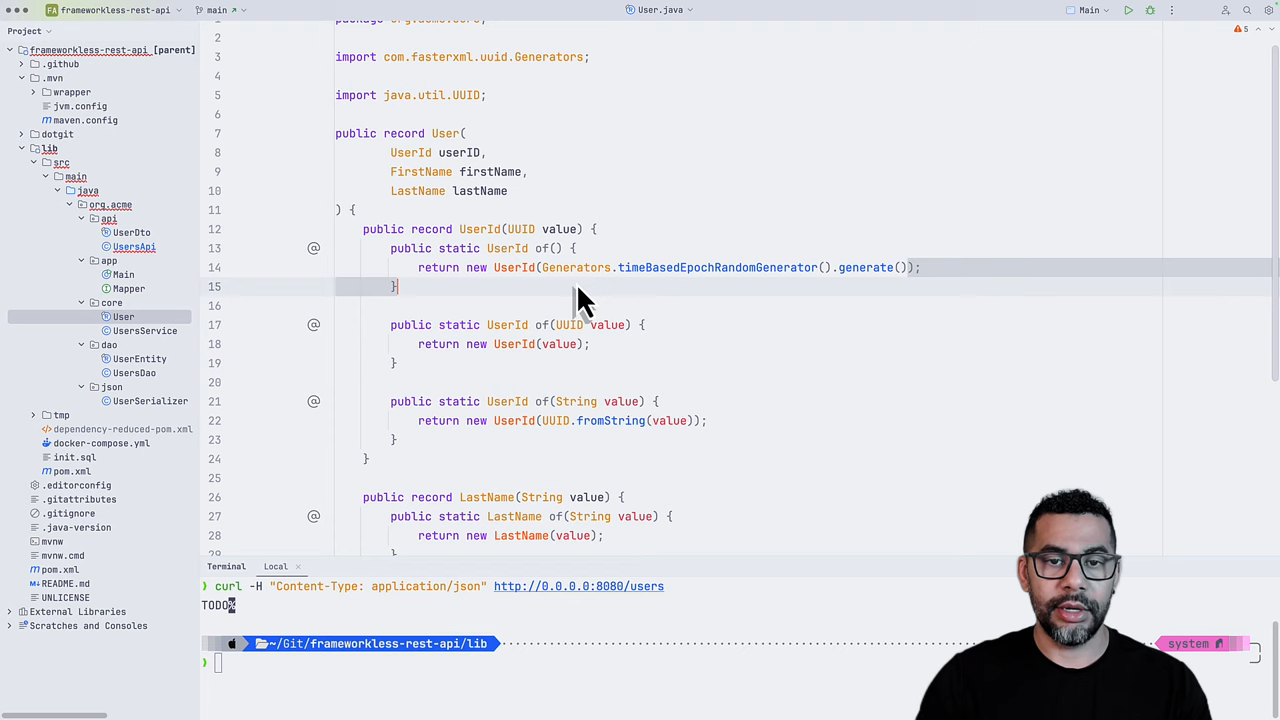 FA frameworkless-rest-api main User.java Main
Project
frameworkless-rest-api [parent]
.github
.mvn
wrapper
jvm.config
maven.config
dotgit
lib
src
main
java
org.acme
api
UserDto
UsersApi
app
Main
Mapper
core
User
UsersService
dao
UserEntity
UsersDao
json
UserSerializer
tmp
dependency-reduced-pom.xml
docker-compose.yml
init.sql
pom.xml
.editorconfig
.gitattributes
.gitignore
.java-version
mvnw
mvnw.cmd
pom.xml
README.md
UNLICENSE
External Libraries
Scratches and Consoles
5
2
3 import com.fasterxml.uuid.Generators;
4
5 import java.util.UUID;
6
7 public record User(
8 UserId userID,
9 FirstName firstName,
10 LastName lastName
11 ) {
12 public record UserId(UUID value) {
13 @ public static UserId of() {
14 return new UserId(Generators.timeBasedEpochRandomGenerator().generate());
15 }
16
17 @ public static UserId of(UUID value) {
18 return new UserId(value);
19 }
20
21 @ public static UserId of(String value) {
22 return new UserId(UUID.fromString(value));
23 }
24 }
25
26 public record LastName(String value) {
27 @ public static LastName of(String value) {
28 return new LastName(value);
29 }
Terminal Local
❯ curl -H "Content-Type: application/json" http://0.0.0.0:8080/users
TODO%
~/Git/frameworkless-rest-api/lib system
❯